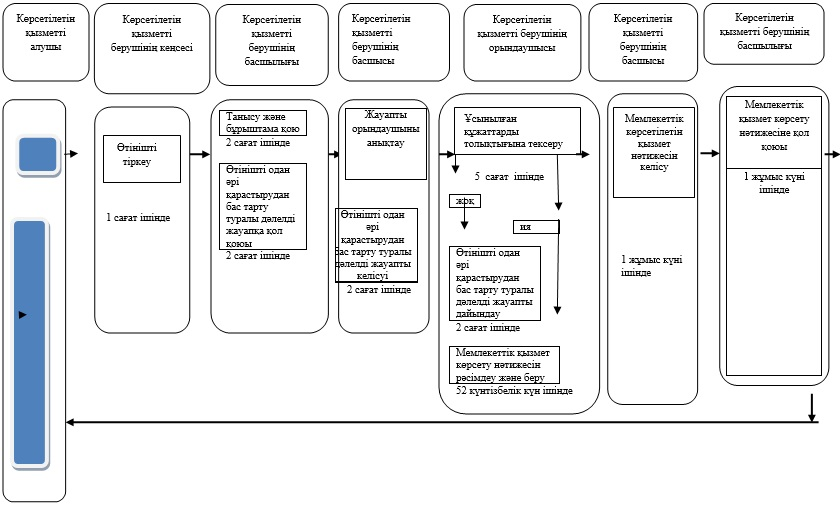 Көрсетілетін
қызметті
алушы
Көрсетілетін
қызметті
берушінің кеңсесі
Көрсетілетін
қызметті
берушінің
басшылығы
Көрсетілетін
қызметті
берушінің
басшысы
Көрсетілетін
қызметті берушінің
орындаушысы
Көрсетілетін
қызметті
берушінің
басшысы
Көрсетілетін
қызметті берушінің
басшылығы
Өтінішті
тіркеу
1 сағат ішінде
Танысу және
бұрыштама қою
2 сағат ішінде
Өтінішті одан
әрі
қарастырудан
бас тарту
туралы дәлелді
жауапқа қол
қоюы
2 сағат ішінде
Жауапты
орындаушыны
анықтау
Өтінішті одан
әрі
қарастырудан
бас тарту туралы
дәлелді жауапты
келісуі
2 сағат ішінде
Ұсынылған
құжаттарды
толықтығына тексеру
5 сағат ішінде
жоқ
ия
Өтінішті одан
әрі
қарастырудан
бас тарту туралы
дәлелді жауапты
дайындау
2 сағат ішінде
Мемлекеттік қызмет
көрсету нәтижесін
рәсімдеу және беру
52 күнтізбелік күн ішінде
Мемлекеттік
көрсетілетін
қызмет
нәтижесін
келісу
1 жұмыс күні
ішінде
Мемлекеттік
қызмет көрсету
нәтижесіне қол
қоюы
1 жұмыс күні
ішінде